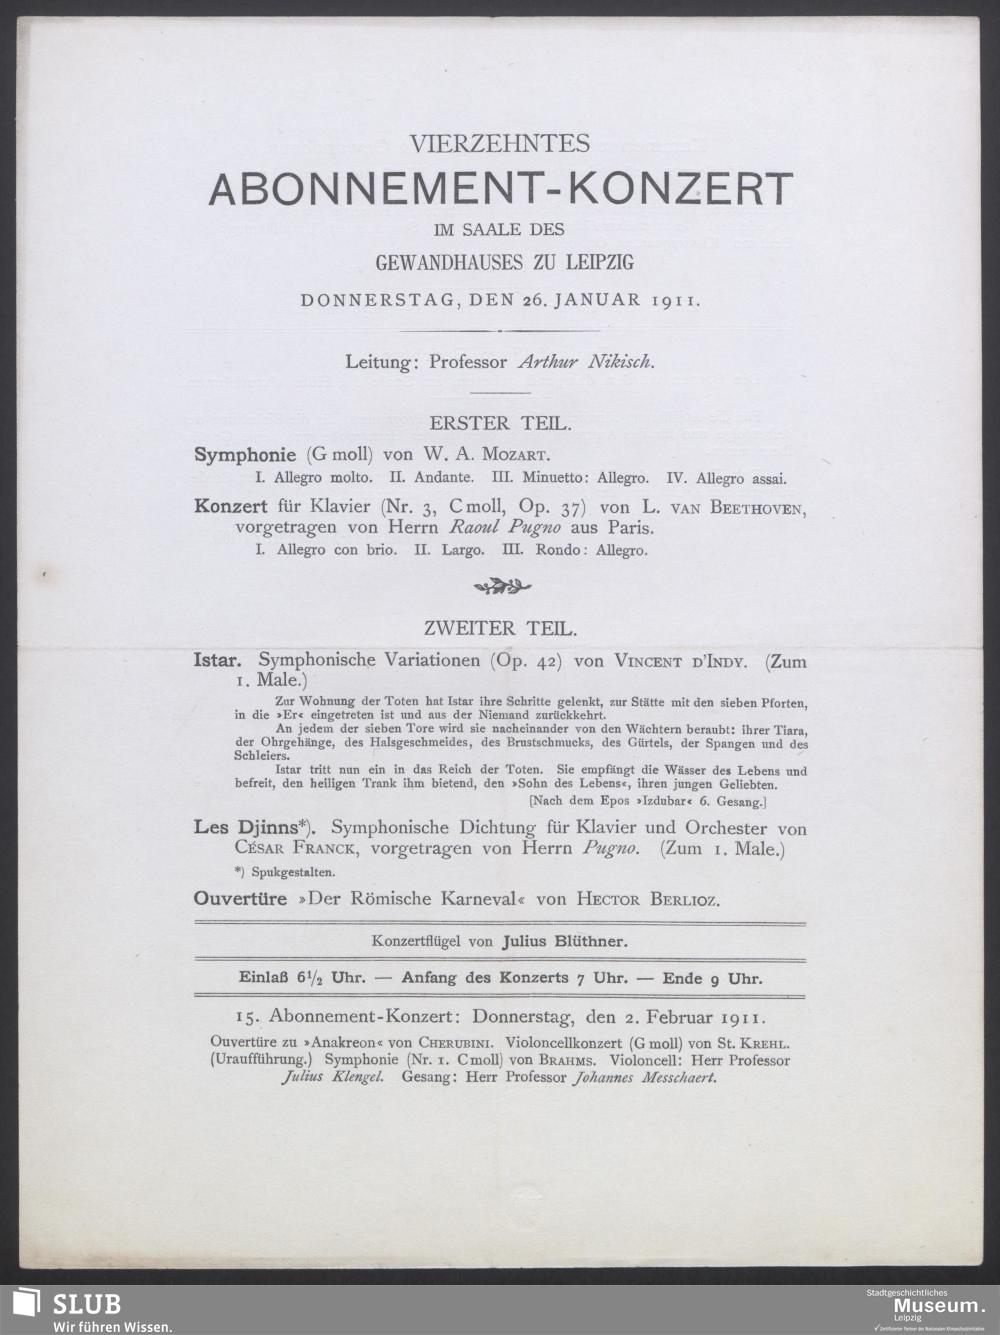 VIERZEHNTES
ABONNEMENT-KONZERT
IM SAALE DES
GEWANDHAUSES ZU LEIPZIG
DONNERSTAG, DEN 26. JANUAR 1911.
Leitung: Professor Arthur Nikisch.
ERSTER TEIL.
Symphonie (G moll) von W. A. MOZART.
I. Allegro molto. II. Andante. III. Minuetto: Allegro. IV. Allegro assai.
Konzert für Klavier (Nr. 3, C moll, Op. 37) von L. VAN BEETHOVEN,
vorgetragen von Herrn Raoul Pugno aus Paris.
I. Allegro con brio. II. Largo. III. Rondo: Allegro.
ZWEITER TEIL.
Istar. Symphonische Variationen (Op. 42) von VINCENT D'INDY. (Zum
1. Male.)
Zur Wohnung der Toten hat Istar ihre Schritte gelenkt, zur Stätte mit den sieben Pforten,
in die »Er« eingetreten ist und aus der Niemand zurückkehrt.
An jedem der sieben Tore wird sie nacheinander von den Wächtern beraubt: ihrer Tiara,
der Ohrgehänge, des Halsgeschmeides, des Brustschmucks, des Gürtels, der Spangen und des
Schleiers.
Istar tritt nun ein in das Reich der Toten. Sie empfängt die Wässer des Lebens und
befreit, den heiligen Trank ihm bietend, den »Sohn des Lebens«, ihren jungen Geliebten.
[Nach dem Epos »Izdubar« 6. Gesang.]
Les Djinns*). Symphonische Dichtung für Klavier und Orchester von
CÉSAR FRANCK, vorgetragen von Herrn Pugno. (Zum 1. Male.)
*) Spukgestalten.
Ouvertüre »Der Römische Karneval« von HECTOR BERLIOZ.
Konzertflügel von Julius Blüthner.
Einlaß 6½ Uhr. — Anfang des Konzerts 7 Uhr. — Ende 9 Uhr.
15. Abonnement-Konzert: Donnerstag, den 2. Februar 1911.
Ouvertüre zu »Anakreon« von CHERUBINI. Violoncellkonzert (G moll) von St. KREHL.
(Uraufführung.) Symphonie (Nr. 1. C moll) von BRAHMS. Violoncell: Herr Professor
Julius Klengel. Gesang: Herr Professor Johannes Messchaert.
SLUB
Wir führen Wissen.
Stadtgeschichtliches
Museum.
Leipzig
Zertifizierter Partner der Nationalen Klimaschutzinitiative